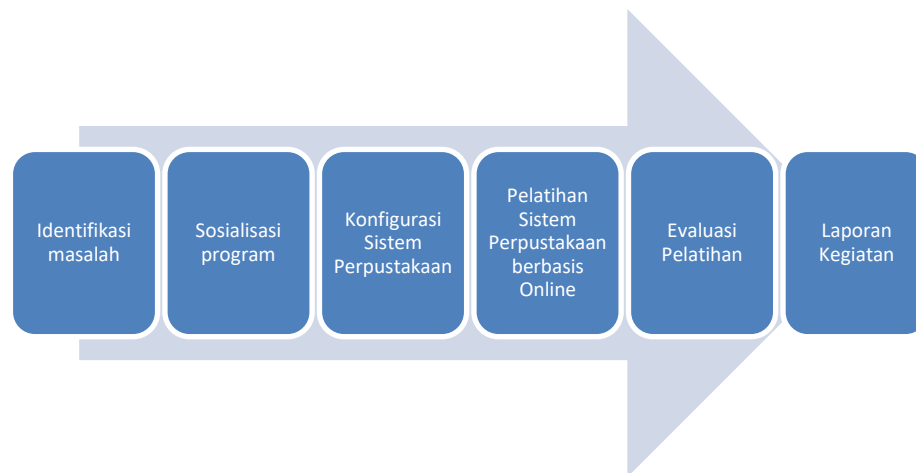 Identifikasi
masalah
Sosialisasi
program
Konfigurasi
Sistem
Perpustakaan
Pelatihan
Sistem
Perpustakaan
berbasis
Online
Evaluasi
Pelatihan
Laporan
Kegiatan